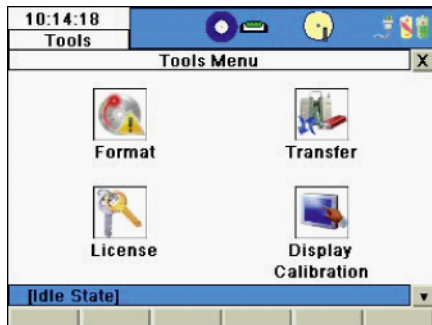 10:14:18
Tools
Tools Menu
X
Format
Transfer
License
Display
Calibration
[Idle State]